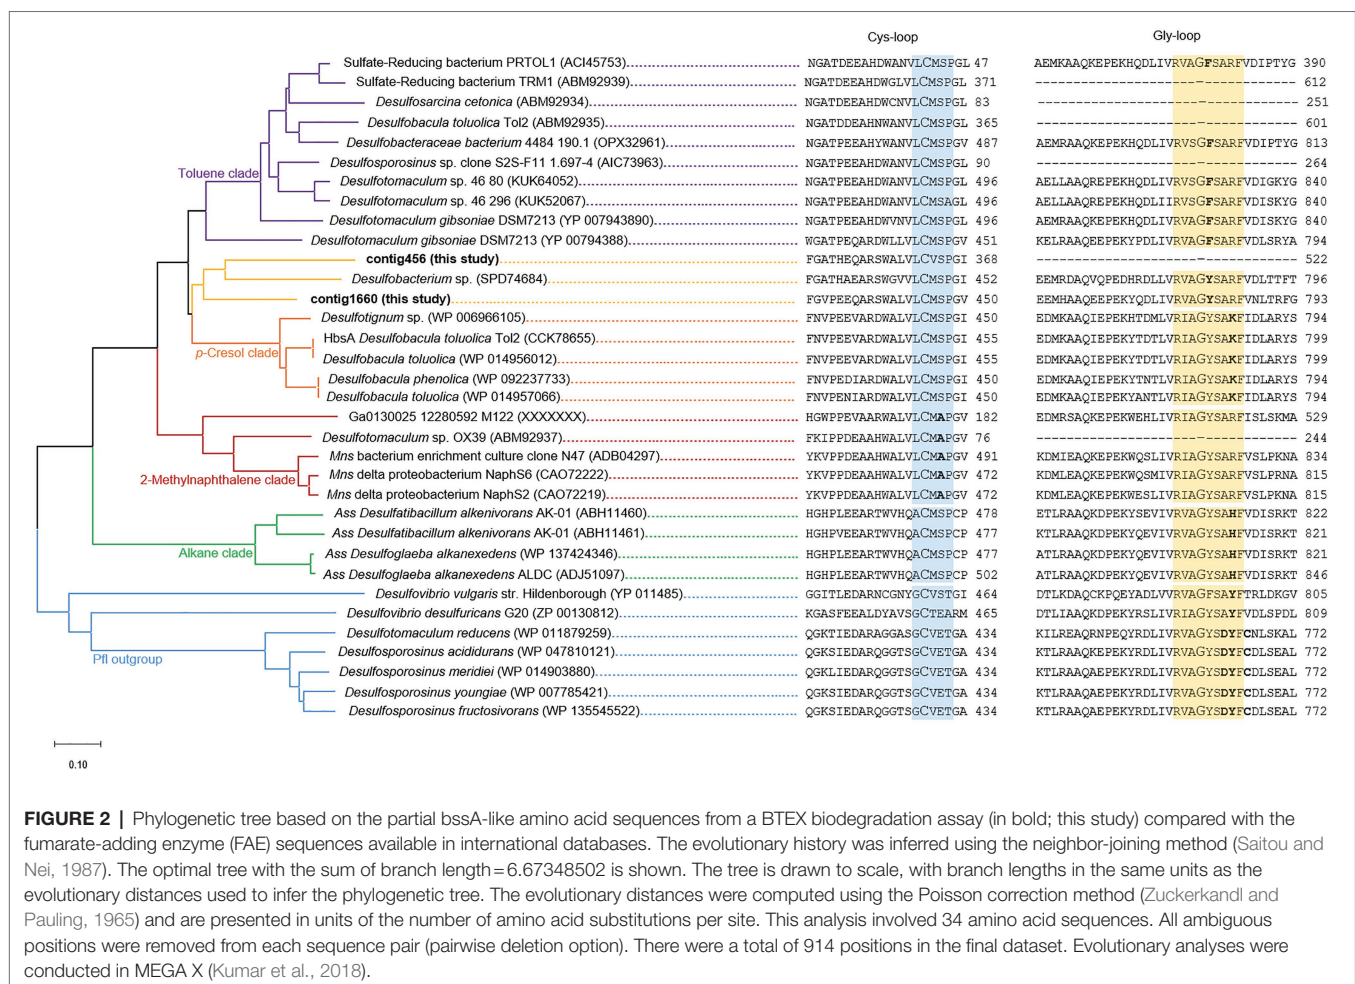 Cys-loop Gly-loop
Sulfate-Reducing bacterium PRTOL1 (ACI45753) NGATDEEAHDWANVLCMSPGL 47 AEMKAAQKEPEKHQDLIVRVAGFSARFVDIPTYG 390
Sulfate-Reducing bacterium TRM1 (ABM92939) NGATDEEAHDWGLVLCMSPGL 371 ---------------------------------- 612
Desulfosarcina cetonica (ABM92934) NGATDEEAHDWCNVLCMSPGL 83 ---------------------------------- 251
Desulfobacula toluolica Tol2 (ABM92935) NGATDDEAHNWANVLCMSPGL 365 ---------------------------------- 601
Desulfobacteraceae bacterium 4484 190.1 (OPX32961) NGATPEEAHYWANVLCMSPGV 487 AEMRAAQKEPEKHQDLIVRVSGFSARFVDIPTYG 813
Desulfosporosinus sp. clone S2S-F11 1.697-4 (AIC73963) NGATPEEAHDWANVLCMSPGL 90 ---------------------------------- 264
Toluene clade
Desulfotomaculum sp. 46 80 (KUK64052) NGATPEEAHDWALVLCMSPGL 496 AELLAAQREPEKHQDLIVRVSGFSARFVDIGKYG 840
Desulfotomaculum sp. 46 296 (KUK52067) NGATPEEAHDWALVLCMSAGL 496 AELLAAQKEPEKHQDLIIRVSGFSARFVDISKYG 840
Desulfotomaculum gibsoniae DSM7213 (YP 007943890) NGATPEEAHDWVNVLCMSPGL 496 AEMRAAQKEPEKHQDLIVRVSGFSARFVDISKYG 840
Desulfotomaculum gibsoniae DSM7213 (YP 00794388) WGATPEQARDWLLVLCMSPGV 451 KELRAAQEEPEKYPDLIVRVAGFSARFVDLSRYA 794
contig456 (this study) FGATHEQARSWALVLCVSPGI 368 ---------------------------------- 522
Desulfobacterium sp. (SPD74684) FGATHAEARSWGVVLCMSPGI 452 EEMRDAQVQPEDHRDLLVRVAGYSARFVDLTTFT 796
contig1660 (this study) FGVPEEQARSWALVLCMSPGV 450 EEMHAAQEEPEKYQDLMVRVAGYSARFVNLTRFG 793
Desulfotignum sp. (WP 006966105) FNVPEEVARDWALVLCMSPGI 450 EDMKAAQIEPEKHTDMLVRIAGYSAKFIDLARYS 794
HbsA Desulfobacula toluolica Tol2 (CCK78655) FNVPEEVARDWALVLCMSPGI 455 EDMKAAQIEPEKYTDTLVRIAGYSAKFIDLARYS 799
p-Cresol clade
Desulfobacula toluolica (WP 014956012) FNVPEEVARDWALVLCMSPGI 455 EDMKAAQIEPEKYTDTLVRIAGYSAKFIDLARYS 799
Desulfobacula phenolica (WP 092237733) FNVPEDIARDWALVLCMSPGI 450 EDMKAAQIEPEKYTNTLVRIAGYSAKFIDLARYS 794
Desulfobacula toluolica (WP 014957066) FNVPENIARDWALVLCMSPGI 450 EDMKAAQIEPEKYANTLVRIAGYSAKFIDLARYS 794
Ga0130025 12280592 M122 (XXXXXXX) HGWPPEVAARWALVLCMAPGV 182 EDMRSAQKEPEKWEHLIVRIAGYSARFISLSKMA 529
Desulfotomaculum sp. OX39 (ABM92937) FKIPPDEAAHWALVLCMAPGV 76 ---------------------------------- 244
Mns bacterium enrichment culture clone N47 (ADB04297) YKVPPDEAAHWALVLCMAPGV 491 KDMIEAQKEPEKWKQSLIVRIAGYSARFVSLPKNA 834
Mns delta proteobacterium NaphS6 (CAO72222) YKVPPDEAAHWALVLCMAPGV 472 KDMLEAQKEPEKWQSMIVRIAGYSARFVSLPRNA 815
2-Methylnaphthalene clade
Mns delta proteobacterium NaphS2 (CAO72219) YKVPPDEAAHWALVLCMAPGV 472 KDMLEAQKEPEKWESLIVRIAGYSARFVSLPKNA 815
Ass Desulfatibacillum alkenivorans AK-01 (ABH11460) HGHPLEEARTWVHQACMSPCP 478 ETLRAAQKDPEKYSEVIVRVAGYSAHFVDISRKT 822
Ass Desulfatibacillum alkenivorans AK-01 (ABH11461) HGHPVEEARTWVHQACMSPCP 477 EKLRAAQKDPEKYQEVIVRVAGYSAHFVDISRKT 821
Alkane clade
Ass Desulfoglaeba alkanexedens (WP 137424346) HGHPLEEARTWVHQACMSPCP 477 ATLRAAQKDPEKYQEVIVRVAGYSAHFVDISRKT 821
Ass Desulfoglaeba alkanexedens ALDC (ADJ51097) HGHPLEEARTWVHQACMSPCP 502 ATLRAAQKDPEKYQEVIVRVAGYSAHFVDISRKT 846
Desulfovibrio vulgaris str. Hildenborough (YP 011485) GGITLEDARNCGNYGCVSTGI 464 DTLKDAQCKPQEYADLVVRVAGYSAYFTRLDKGV 805
Desulfovibrio desulfuricans G20 (ZP 00130812) KGASFEEALDYAVSGCTEARM 465 DTLIAAQKDPEKYRSLVVRIAGYSAYFVDLSPDL 809
Desulfotomaculum reducens (WP 011879259) QGKTIEDARAGGASGCVETGA 434 KILREAQRNPEQYRDLIVRVAGYSDYFCNLSKAL 772
Pfl outgroup
Desulfosporosinus acididurans (WP 047810121) QGKTIEDARQGGTSGCVETGA 434 KTLRAAQAEPEKYRDLIVRVAGYSDYFCDLSEAL 772
Desulfosporosinus meridiei (WP 014903880) QGKLIEDARQGGTSGCVETGA 434 KTLRAAQKEPEKYRDLIVRVAGYSDYFCDLSEAL 772
Desulfosporosinus youngiae (WP 007785421) QGKSIEDARQGGTSGCVETGA 434 KTLRAAQKEPEKYRDLIVRVAGYSDYFCDLSEAL 772
Desulfosporosinus fructosivorans (WP 135545522) QGKSIEDARQGGTSGCVETGA 434 KTLRAAQAEPEKYRDLIVRVAGYSDYFCDLSEAL 772
0.10
FIGURE 2 | Phylogenetic tree based on the partial bssA-like amino acid sequences from a BTEX biodegradation assay (in bold; this study) compared with the
fumarate-adding enzyme (FAE) sequences available in international databases. The evolutionary history was inferred using the neighbor-joining method (Saitou and
Nei, 1987). The optimal tree with the sum of branch length=6.67348502 is shown. The tree is drawn to scale, with branch lengths in the same units as the
evolutionary distances used to infer the phylogenetic tree. The evolutionary distances were computed using the Poisson correction method (Zuckerkandl and
Pauling, 1965) and are presented in units of the number of amino acid substitutions per site. This analysis involved 34 amino acid sequences. All ambiguous
positions were removed from each sequence pair (pairwise deletion option). There were a total of 914 positions in the final dataset. Evolutionary analyses were
conducted in MEGA X (Kumar et al., 2018).